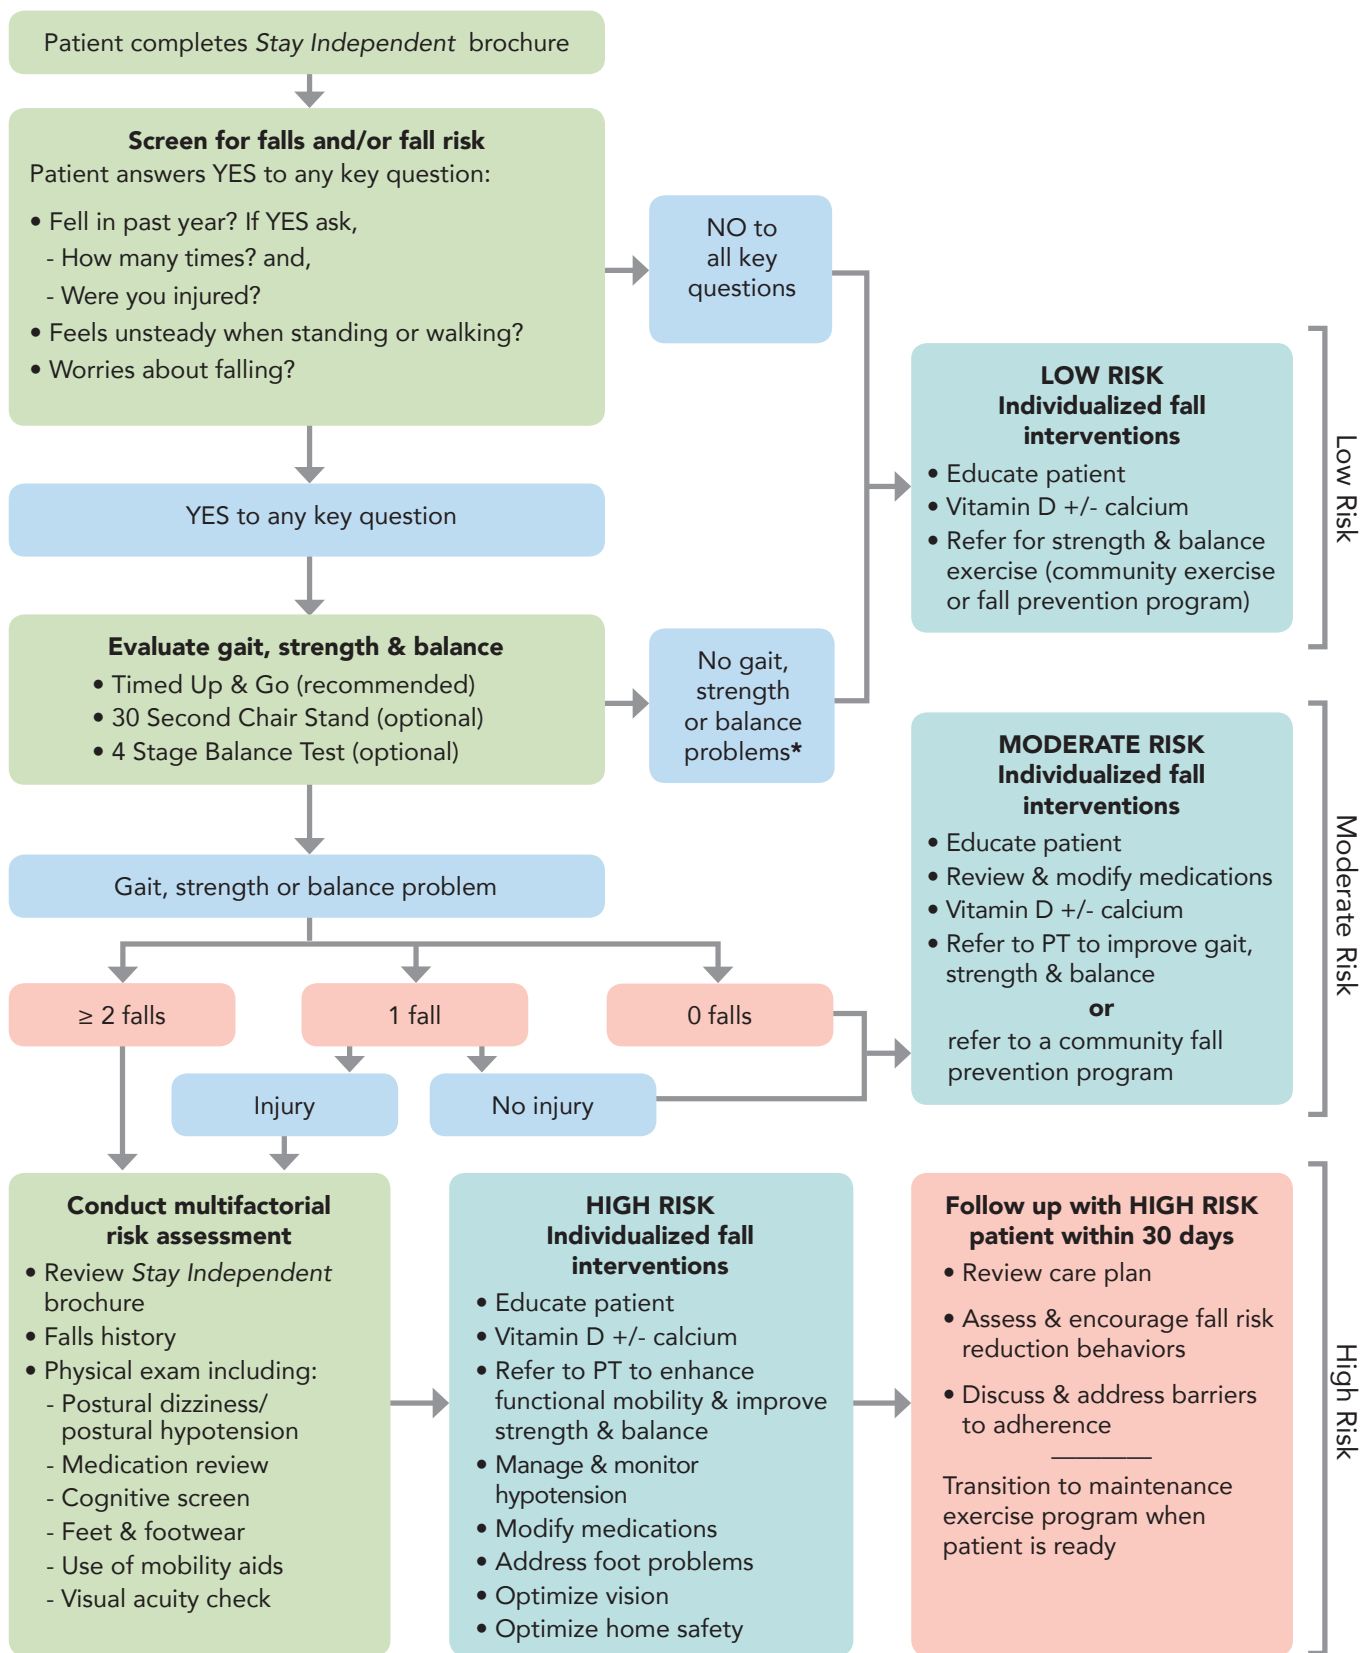 Patient completes Stay Independent brochure
Screen for falls and/or fall risk
Patient answers YES to any key question:
• Fell in past year? If YES ask,
- How many times? and,
- Were you injured?
• Feels unsteady when standing or walking?
• Worries about falling?
NO to
all key
questions
YES to any key question
Evaluate gait, strength & balance
• Timed Up & Go (recommended)
• 30 Second Chair Stand (optional)
• 4 Stage Balance Test (optional)
No gait,
strength
or balance
problems*
LOW RISK
Individualized fall
interventions
• Educate patient
• Vitamin D +/- calcium
• Refer for strength & balance
exercise (community exercise
or fall prevention program)
Low Risk
Gait, strength or balance problem
≥ 2 falls
1 fall
0 falls
Injury
No injury
MODERATE RISK
Individualized fall
interventions
• Educate patient
• Review & modify medications
• Vitamin D +/- calcium
• Refer to PT to improve gait,
strength & balance
or
refer to a community fall
prevention program
Moderate Risk
Conduct multifactorial
risk assessment
• Review Stay Independent
brochure
• Falls history
• Physical exam including:
- Postural dizziness/
postural hypotension
- Medication review
- Cognitive screen
- Feet & footwear
- Use of mobility aids
- Visual acuity check
HIGH RISK
Individualized fall
interventions
• Educate patient
• Vitamin D +/- calcium
• Refer to PT to enhance
functional mobility & improve
strength & balance
• Manage & monitor
hypotension
• Modify medications
• Address foot problems
• Optimize vision
• Optimize home safety
Follow up with HIGH RISK
patient within 30 days
• Review care plan
• Assess & encourage fall risk
reduction behaviors
• Discuss & address barriers
to adherence
Transition to maintenance
exercise program when
patient is ready
High Risk